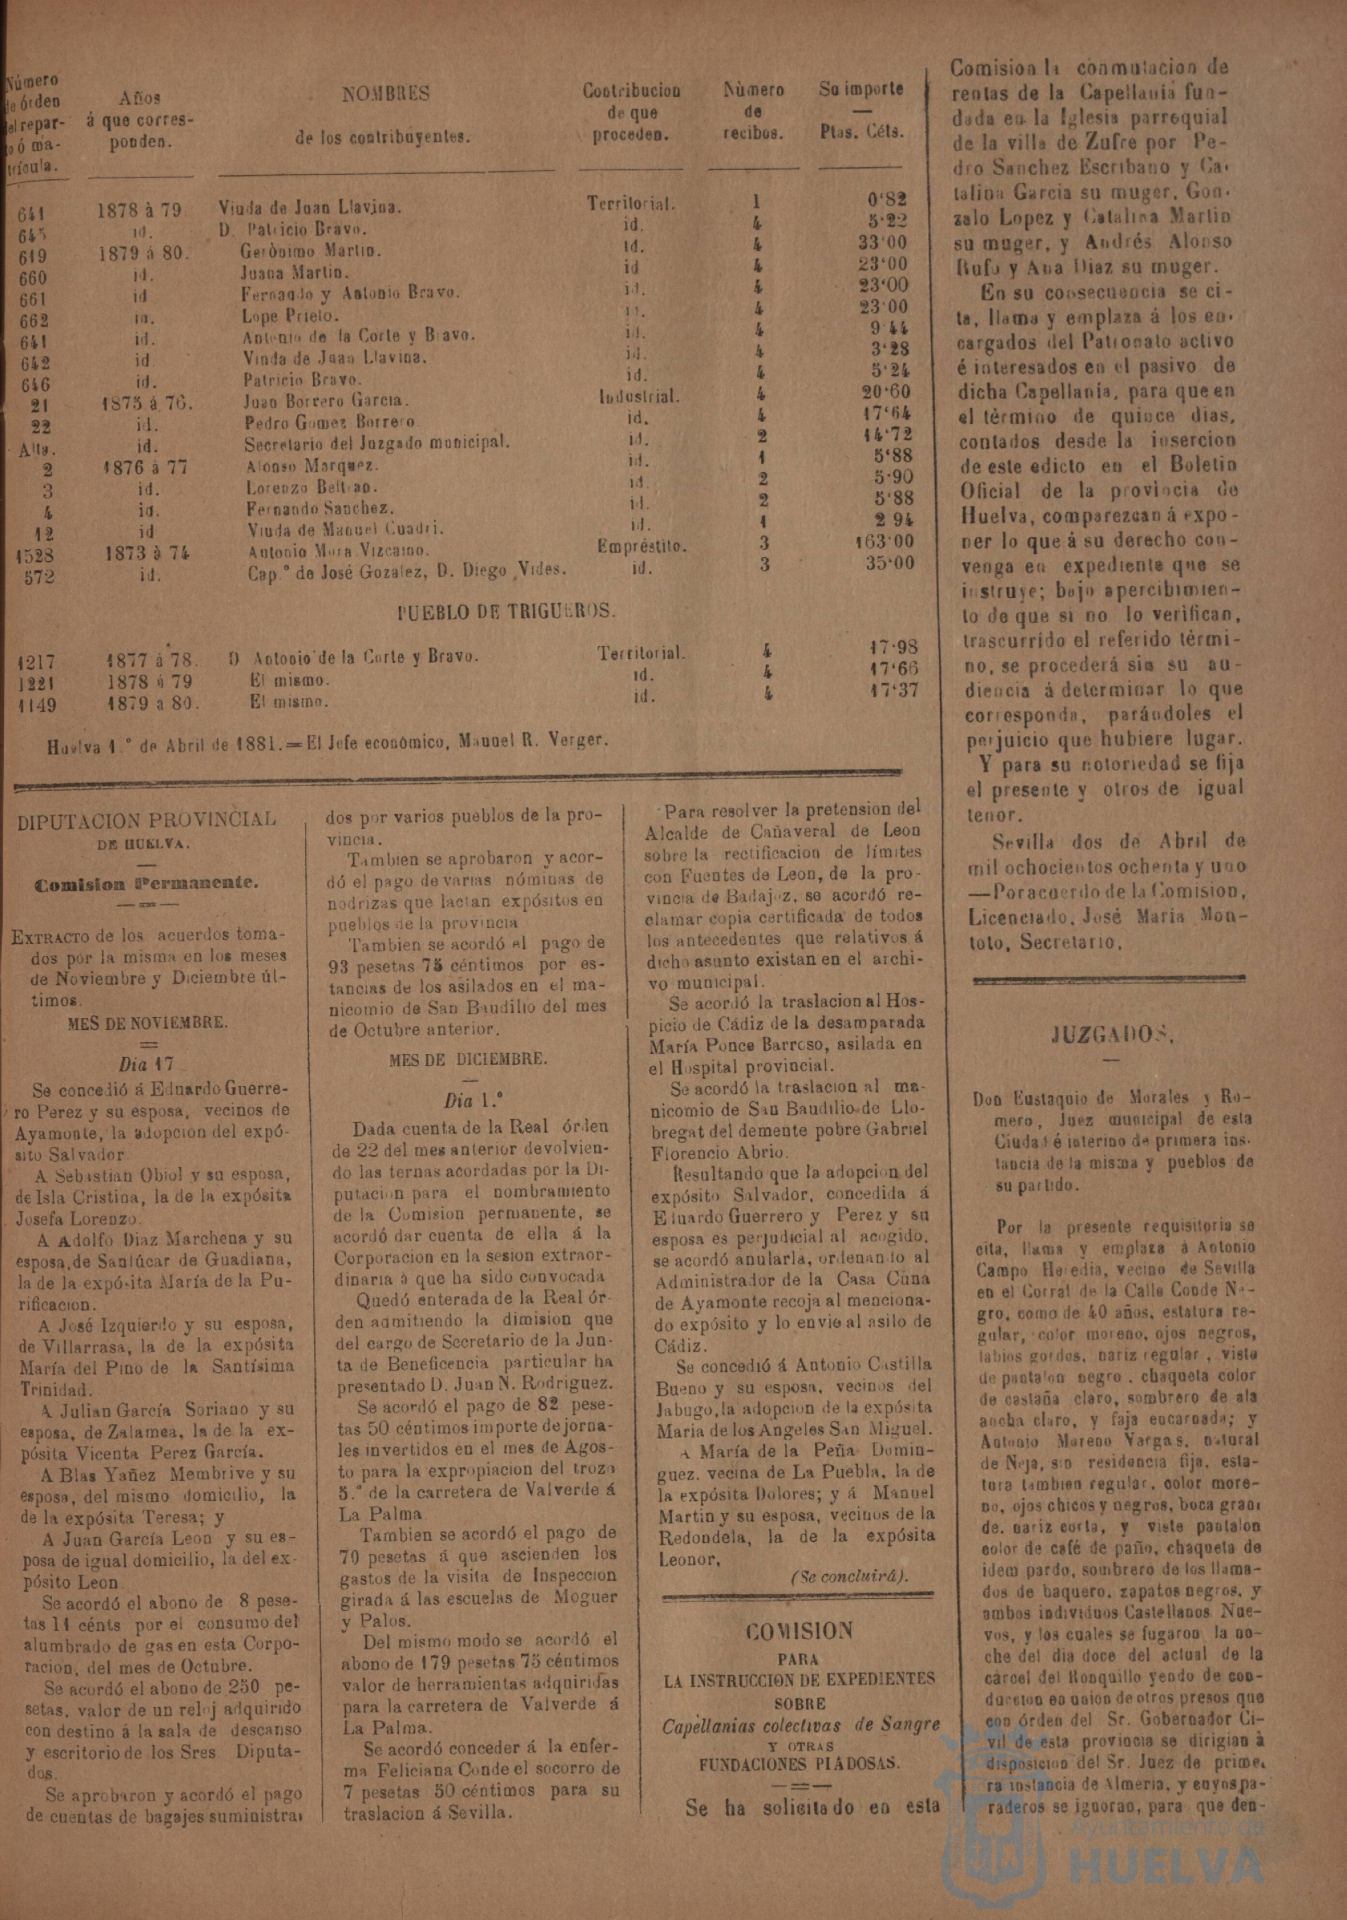 Número de órden del repar- to ó ma- trícula.
Años á que corres- ponden.
NOMBRES de los contribuyentes.
Contribucion de que proceden.
Nùmero de recibos.
Su importe — Ptas. Céts.
641 1878 à 79 Viuda de Juan Llavina. Territorial. 1 0'82
645 id. D. Patricio Bravo. id. 4 5'22
619 1879 á 80. Gerònimo Martin. id. 4 33'00
660 id. Juana Martin. id 4 23'00
661 id Fernando y Antonio Bravo. id. 4 23'00
662 id. Lope Prieto. id. 4 23'00
641 id. Antonio de la Corte y Bravo. id. 4 9 44
642 id Viuda de Juan Llavina. id. 4 3'28
646 id. Patricio Bravo. id. 4 5'24
21 1875 á 76. Juan Borrero Garcia. Industrial. 4 20'60
22 id. Pedro Gomez Borrero id. 4 17'64
Alta. id. Secretario del Juzgado municipal. id. 2 14'72
2 1876 à 77 Alonso Marquez. id. 1 5'88
3 id. Lorenzo Beltran. id. 2 5'90
4 id. Fernando Sanchez. id. 2 5'88
12 id Viuda de Manuel Cuadri. id. 1 2 94
1528 1873 à 74 Antonio Mora Vizcaino. Empréstito. 3 163'00
572 id. Cap.ª de José Gozalez, D. Diego Vides. id. 3 35'00
PUEBLO DE TRIGUEROS.
1217 1877 á 78. D Antonio de la Corte y Bravo. Territorial. 4 17'98
1221 1878 á 79 El mismo. id. 4 17'66
1149 1879 a 80. El mismo. id. 4 17'37
Huelva 1.º de Abril de 1881.=El Jefe económico, Manuel R. Verger.
DIPUTACION PROVINCIAL
DE HUELVA.
Comision Permanente.
EXTRACTO de los acuerdos toma-
dos por la misma en los meses
de Noviembre y Diciembre úl-
timos.
MES DE NOVIEMBRE.
Dia 17
Se concedió á Eduardo Guerre-
ro Perez y su esposa, vecinos de
Ayamonte, la adopcion del expó-
sito Salvador.
A Sebastian Obiol y su esposa,
de Isla Cristina, la de la expósita
Josefa Lorenzo.
A Adolfo Diaz Marchena y su
esposa, de Sanlúcar de Guadiana,
la de la expósita María de la Pu-
rificacion.
A José Izquierdo y su esposa,
de Villarrasa, la de la expósita
María del Pino de la Santísima
Trinidad.
A Julian García Soriano y su
esposa, de Zalamea, la de la ex-
pósita Vicenta Perez García.
A Blas Yañez Membrive y su
esposa, del mismo domicilio, la
de la expósita Teresa; y
A Juan García Leon y su es-
posa de igual domicilio, la del ex-
pósito Leon.
Se acordó el abono de 8 pese-
tas 14 cénts por el consumo del
alumbrado de gas en esta Corpo-
racion, del mes de Octubre.
Se acordó el abono de 250 pe-
setas, valor de un reloj adquirido
con destino á la sala de descanso
y escritorio de los Sres. Diputa-
dos.
Se aprobaron y acordó el pago
de cuentas de bagajes suministra-
dos por varios pueblos de la pro-
vincia.
Tambien se aprobaron y acor-
dó el pago de varias nóminas de
nodrizas que lactan expósitos en
pueblos de la provincia
Tambien se acordó el pago de
93 pesetas 75 céntimos por es-
tancias de los asilados en el ma-
nicomio de San Baudilio del mes
de Octubre anterior.
MES DE DICIEMBRE.
Dia 1.º
Dada cuenta de la Real órden
de 22 del mes anterior devolvien-
do las ternas acordadas por la Di-
putacion para el nombramiento
de la Comision permanente, se
acordó dar cuenta de ella á la
Corporacion en la sesion extraor-
dinaria á que ha sido convocada
Quedó enterada de la Real ór-
den admitiendo la dimision que
del cargo de Secretario de la Jun-
ta de Beneficencia particular ha
presentado D. Juan N. Rodriguez.
Se acordó el pago de 82 pese-
tas 50 céntimos importe de jorna-
les invertidos en el mes de Agos-
to para la expropiacion del trozo
5.º de la carretera de Valverde á
La Palma
Tambien se acordó el pago de
79 pesetas á que ascienden los
gastos de la visita de Inspeccion
girada á las escuelas de Moguer
y Palos.
Del mismo modo se acordó el
abono de 179 pesetas 75 céntimos
valor de herramientas adquiridas
para la carretera de Valverde á
La Palma.
Se acordó conceder á la enfer-
ma Feliciana Conde el socorro de
7 pesetas 50 céntimos para su
traslacion á Sevilla.
Para resolver la pretension del
Alcalde de Cañaveral de Leon
sobre la rectificacion de límites
con Fuentes de Leon, de la pro-
vincia de Badajoz, se acordó re-
clamar copia certificada de todos
los antecedentes que relativos á
dicho asunto existan en el archi-
vo municipal.
Se acordó la traslacion al Hos-
picio de Cádiz de la desamparada
María Ponce Barroso, asilada en
el Hospital provincial.
Se acordó la traslacion al ma-
nicomio de San Baudilio de Llo-
bregat del demente pobre Gabriel
Florencio Abrio.
Resultando que la adopcion del
expósito Salvador, concedida á
Eduardo Guerrero y Perez y su
esposa es perjudicial al acogido,
se acordó anularla, ordenando al
Administrador de la Casa Cuna
de Ayamonte recoja al menciona-
do expósito y lo envie al asilo de
Cádiz.
Se concedió á Antonio Castilla
Bueno y su esposa, vecinos del
Jabugo, la adopcion de la expósita
Maria de los Angeles San Miguel.
A María de la Peña Domin-
guez, vecina de La Puebla, la de
la expósita Dolores; y á Manuel
Martin y su esposa, vecinos de la
Redondela, la de la expósita
Leonor,
(Se concluirá).
COMISION
PARA
LA INSTRUCCION DE EXPEDIENTES
SOBRE
Capellanias colectivas de Sangre
Y OTRAS
FUNDACIONES PIADOSAS.
Se ha solicitado en esta
Comision la conmutacion de
rentas de la Capellanía fun-
dada en la Iglesia parroquial
de la villa de Zufre por Pe-
dro Sanchez Escribano y Ca-
talina Garcia su muger, Gon-
zalo Lopez y Catalina Martin
su muger, y Andrés Alonso
Rufo y Ana Diaz su muger.
En su consecuencia se ci-
ta, llama y emplaza á los en-
cargados del Patronato activo
é interesados en el pasivo de
dicha Capellanía, para que en
el término de quince dias,
contados desde la insercion
de este edicto en el Boletin
Oficial de la provincia de
Huelva, comparezcan á expo-
ner lo que á su derecho con-
venga en expediente que se
instruye; bajo apercibimien-
to de que si no lo verifican,
trascurrido el referido térmi-
no, se procederá sin su au-
diencia á determinar lo que
corresponda, parándoles el
perjuicio que hubiere lugar.
Y para su notoriedad se fija
el presente y otros de igual
tenor.
Sevilla dos de Abril de
mil ochocientos ochenta y uno
—Por acuerdo de la Comision,
Licenciado, José Maria Mon-
toto, Secretario,
JUZGADOS.
Don Eustaquio de Morales y Ro-
mero, Juez municipal de esta
Ciudad é interino de primera ins-
tancia de la misma y pueblos de
su partido.
Por la presente requisitoria se
cita, llama y emplaza á Antonio
Campo Heredia, vecino de Sevilla
en el Corral de la Calle Conde Ne-
gro, como de 40 años, estatura re-
gular, color moreno, ojos negros,
labios gordos, nariz regular, viste
de pantalon negro, chaqueta color
de castaña claro, sombrero de ala
ancha claro, y faja encarnada; y
Antonio Moreno Vargas, natural
de Neja, sin residencia fija, esta-
tura tambien regular, color more-
no, ojos chicos y negros, boca gran-
de, nariz corta, y viste pantalon
color de café de paño, chaqueta de
idem pardo, sombrero de los llama-
dos de baquero, zapatos negros, y
ambos individuos Castellanos Nue-
vos, y los cuales se fugaron la no-
che del dia doce del actual de la
cárcel del Ronquillo yendo de con-
duccion en union de otros presos que
con órden del Sr. Gobernador Ci-
vil de esta provincia se dirigian à
disposicion del Sr. Juez de prime-
ra instancia de Almeria, y cuyos pa-
raderos se ignoran, para que den-
Ayuntamiento de
HUELVA